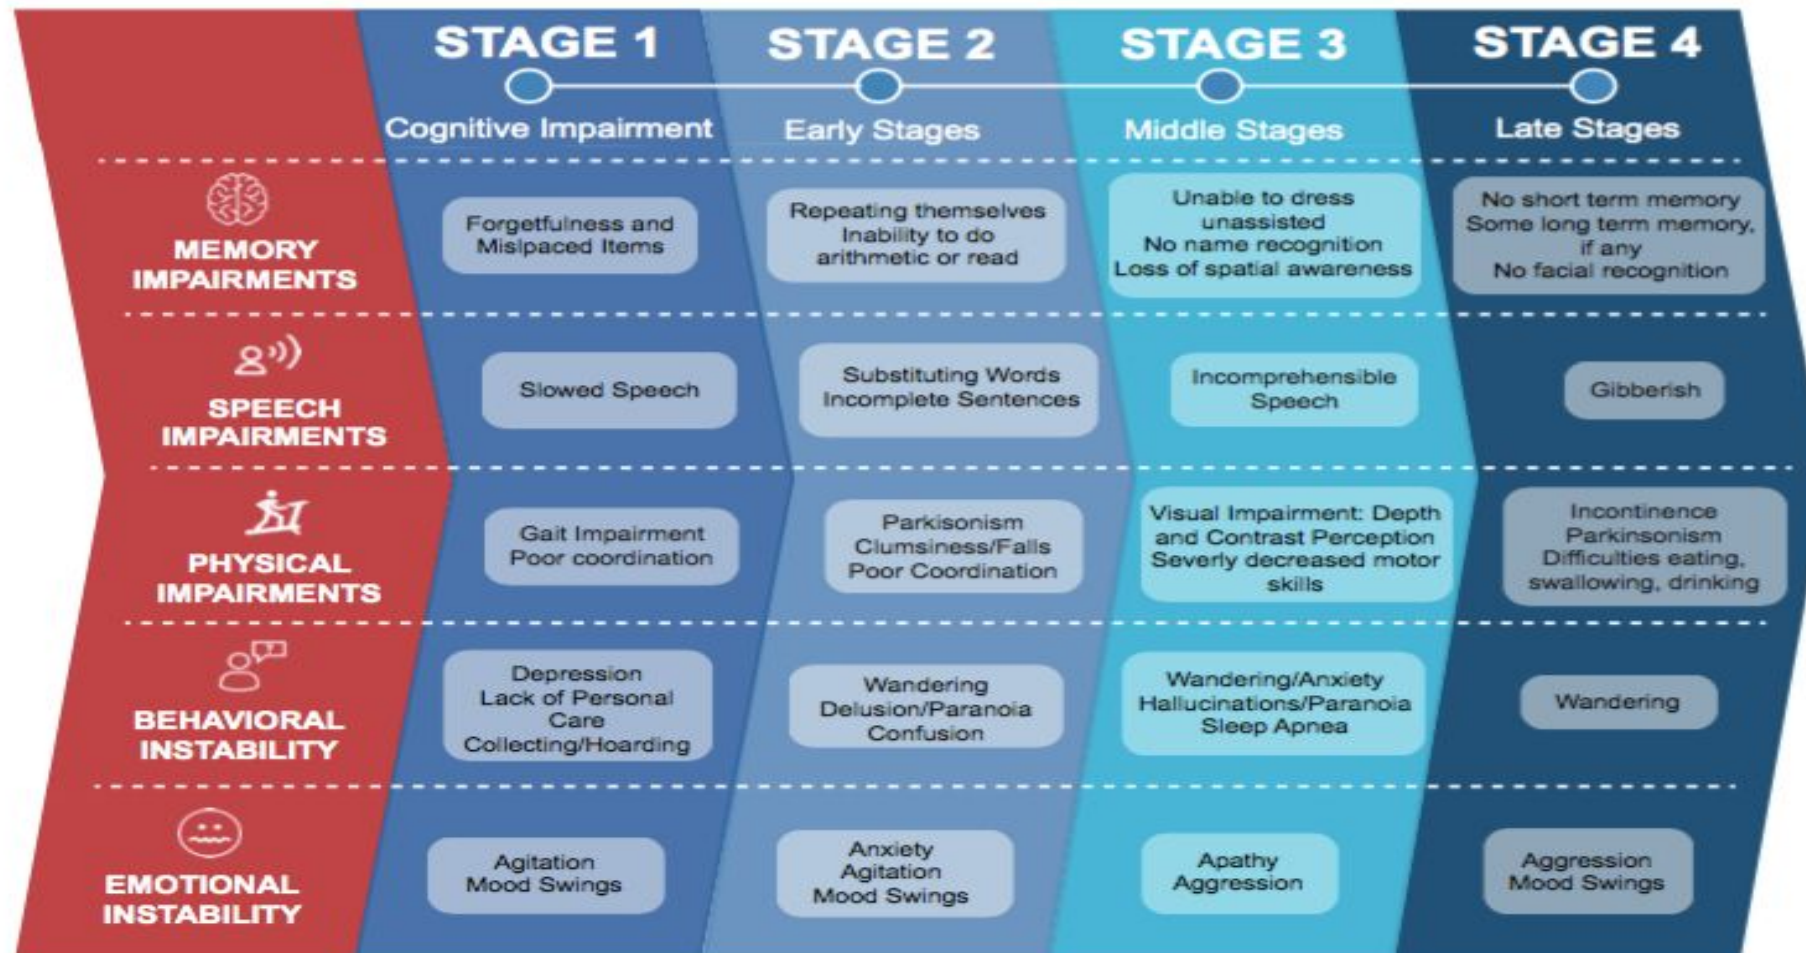 STAGE 1
STAGE 2
STAGE 3
STAGE 4
Cognitive Impairment
Early Stages
Middle Stages
Late Stages
MEMORY
IMPAIRMENTS
Forgetfulness and
Mislpaced Items
Repeating themselves
Inability to do
arithmetic or read
Unable to dress
unassisted
No name recognition
Loss of spatial awareness
No short term memory
Some long term memory,
if any
No facial recognition
SPEECH
IMPAIRMENTS
Slowed Speech
Substituting Words
Incomplete Sentences
Incomprehensible
Speech
Gibberish
PHYSICAL
IMPAIRMENTS
Gait Impairment
Poor coordination
Parkisonism
Clumsiness/Falls
Poor Coordination
Visual Impairment: Depth
and Contrast Perception
Severly decreased motor
skills
Incontinence
Parkinsonism
Difficulties eating,
swallowing, drinking
?
BEHAVIORAL
INSTABILITY
Depression
Lack of Personal
Care
Collecting/Hoarding
Wandering
Delusion/Paranoia
Confusion
Wandering/Anxiety
Hallucinations/Paranoia
Sleep Apnea
Wandering
EMOTIONAL
INSTABILITY
Agitation
Mood Swings
Anxiety
Agitation
Mood Swings
Apathy
Aggression
Aggression
Mood Swings